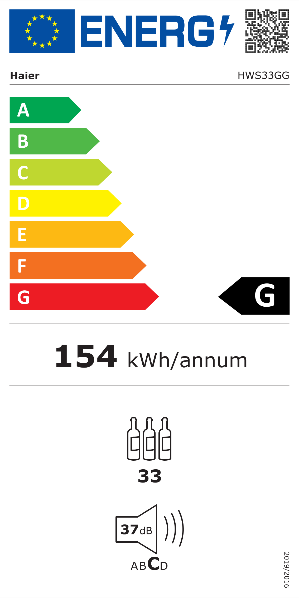 ENERG
Haier HWS33GG
A
B
C
D
E
F
G
G
154 kWh/annum
33
37dB
ABCD
2019/2016